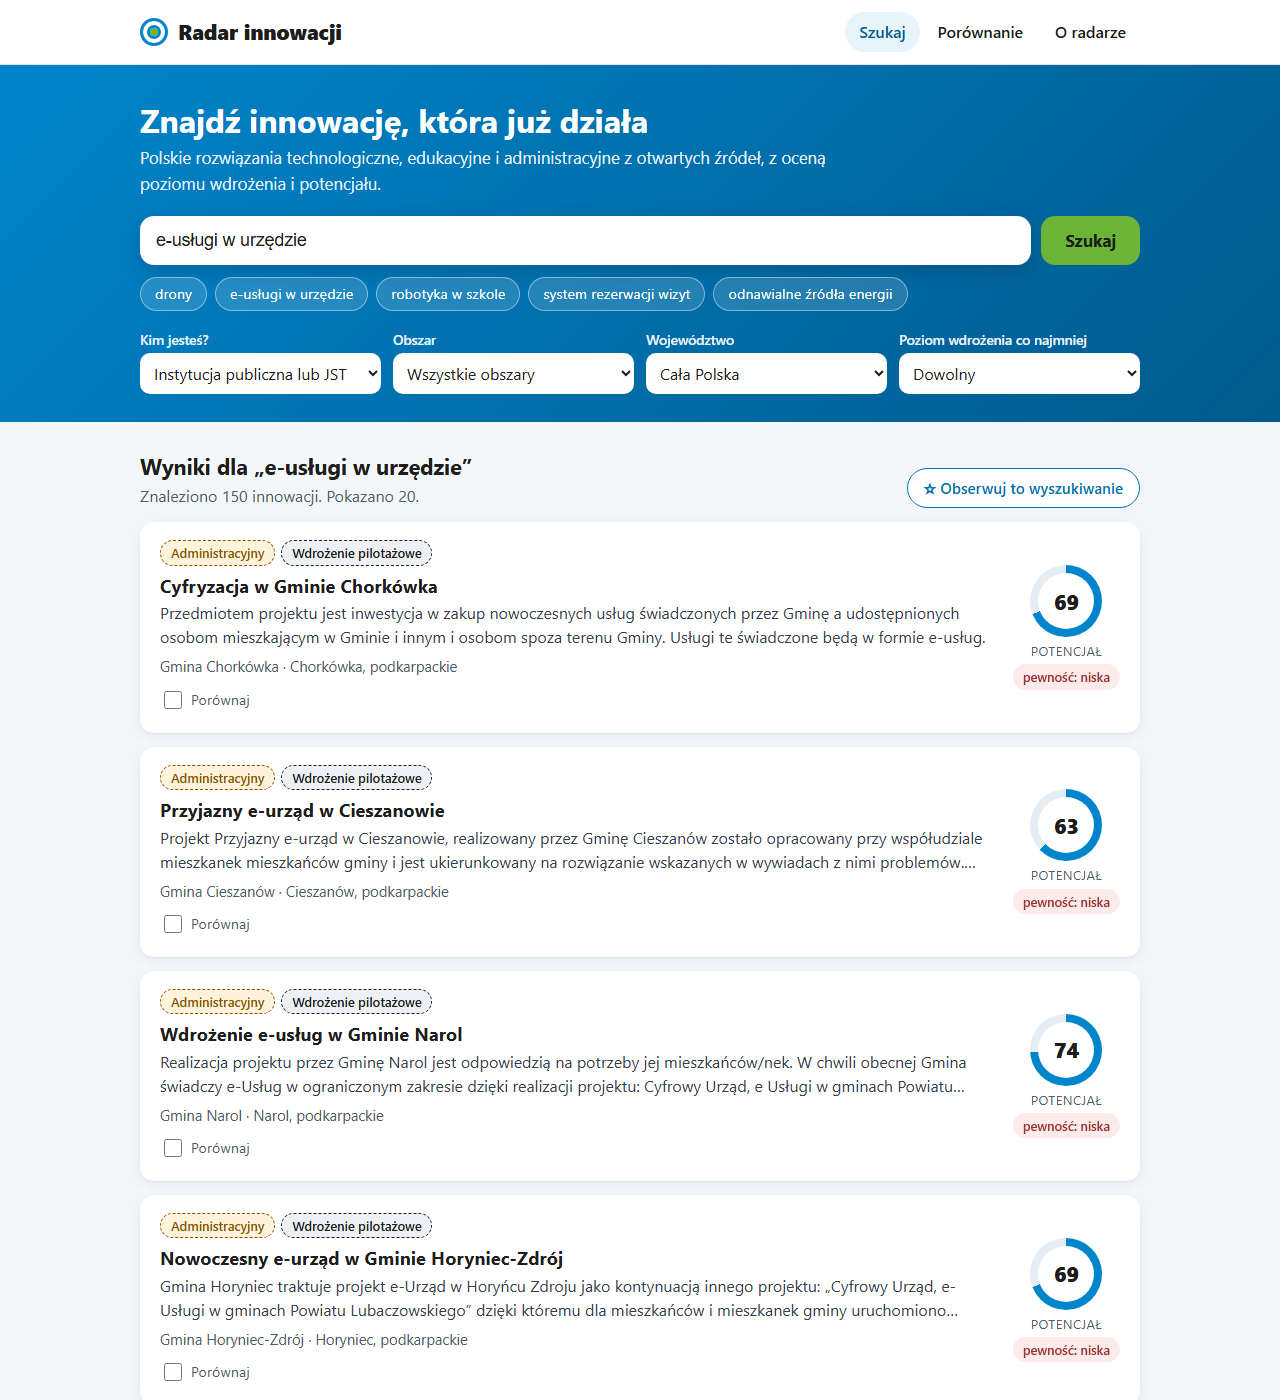 Radar innowacji
Szukaj
Porównanie
O radarze
Znajdź innowację, która już działa
Polskie rozwiązania technologiczne, edukacyjne i administracyjne z otwartych źródeł, z oceną
poziomu wdrożenia i potencjału.
e-usługi w urzędzie
Szukaj
drony
e-usługi w urzędzie
robotyka w szkole
system rezerwacji wizyt
odnawialne źródła energii
Kim jesteś?
Obszar
Województwo
Poziom wdrożenia co najmniej
Instytucja publiczna lub JST
Wszystkie obszary
Cała Polska
Dowolny
Wyniki dla „e-usługi w urzędzie”
Znaleziono 150 innowacji. Pokazano 20.
☆ Obserwuj to wyszukiwanie
Administracyjny
Wdrożenie pilotażowe
Cyfryzacja w Gminie Chorkówka
Przedmiotem projektu jest inwestycja w zakup nowoczesnych usług świadczonych przez Gminę a udostępnionych
osobom mieszkającym w Gminie i innym i osobom spoza terenu Gminy. Usługi te świadczone będą w formie e-usług.
Gmina Chorkówka · Chorkówka, podkarpackie
Porównaj
69
POTENCJAŁ
pewność: niska
Administracyjny
Wdrożenie pilotażowe
Przyjazny e-urząd w Cieszanowie
Projekt Przyjazny e-urząd w Cieszanowie, realizowany przez Gminę Cieszanów zostało opracowany przy współudziale
mieszkanek mieszkańców gminy i jest ukierunkowany na rozwiązanie wskazanych w wywiadach z nimi problemów....
Gmina Cieszanów · Cieszanów, podkarpackie
Porównaj
63
POTENCJAŁ
pewność: niska
Administracyjny
Wdrożenie pilotażowe
Wdrożenie e-usług w Gminie Narol
Realizacja projektu przez Gminę Narol jest odpowiedzią na potrzeby jej mieszkańców/nek. W chwili obecnej Gmina
świadczy e-Usług w ograniczonym zakresie dzięki realizacji projektu: Cyfrowy Urząd, e Usługi w gminach Powiatu...
Gmina Narol · Narol, podkarpackie
Porównaj
74
POTENCJAŁ
pewność: niska
Administracyjny
Wdrożenie pilotażowe
Nowoczesny e-urząd w Gminie Horyniec-Zdrój
Gmina Horyniec traktuje projekt e-Urząd w Horyńcu Zdroju jako kontynuacją innego projektu: „Cyfrowy Urząd, e-
Usługi w gminach Powiatu Lubaczowskiego” dzięki któremu dla mieszkańców i mieszkanek gminy uruchomiono...
Gmina Horyniec-Zdrój · Horyniec, podkarpackie
Porównaj
69
POTENCJAŁ
pewność: niska